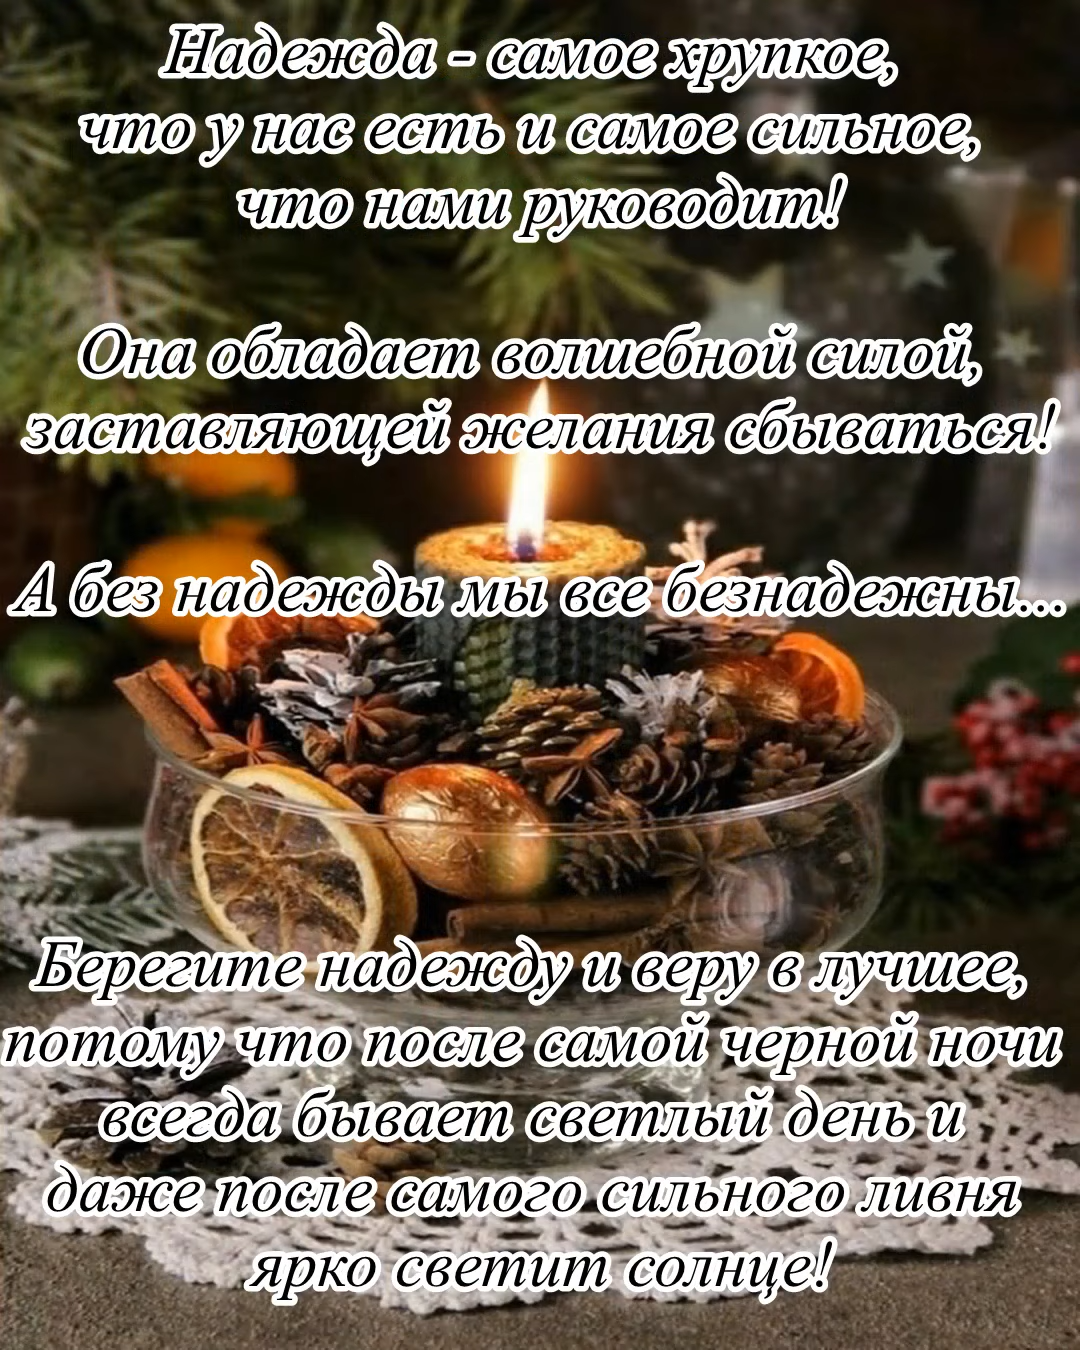 Надежда - самое хрупкое,
что у нас есть и самое сильное,
что нами руководит!
Она обладает волшебной силой,
заставляющей желания сбываться!
А без надежды мы все безнадежны...
Берегите надежду и веру в лучшее,
потому что после самой черной ночи
всегда бывает светлый день и
даже после самого сильного ливня
ярко светит солнце!